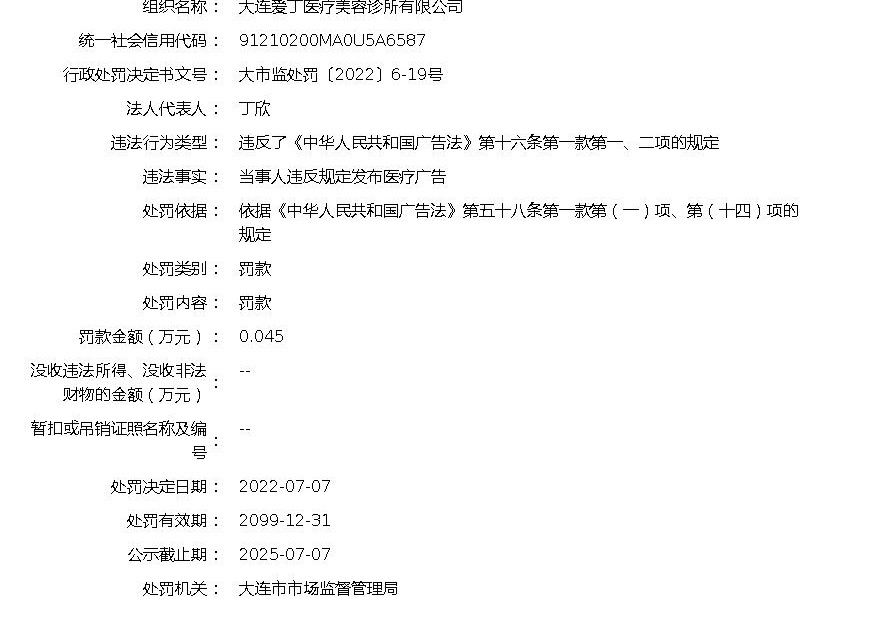 组织名称： 大连爱丁医疗美容诊所有限公司
统一社会信用代码： 91210200MA0U5A6587
行政处罚决定书文号： 大市监处罚〔2022〕6-19号
法人代表人： 丁欣
违法行为类型： 违反了《中华人民共和国广告法》第十六条第一款第一、二项的规定
违法事实： 当事人违反规定发布医疗广告
处罚依据： 依据《中华人民共和国广告法》第五十八条第一款第（一）项、第（十四）项的
规定
处罚类别： 罚款
处罚内容： 罚款
罚款金额（万元）： 0.045
没收违法所得、没收非法
财物的金额（万元）： --
暂扣或吊销证照名称及编
号： --
处罚决定日期： 2022-07-07
处罚有效期： 2099-12-31
公示截止期： 2025-07-07
处罚机关： 大连市市场监督管理局